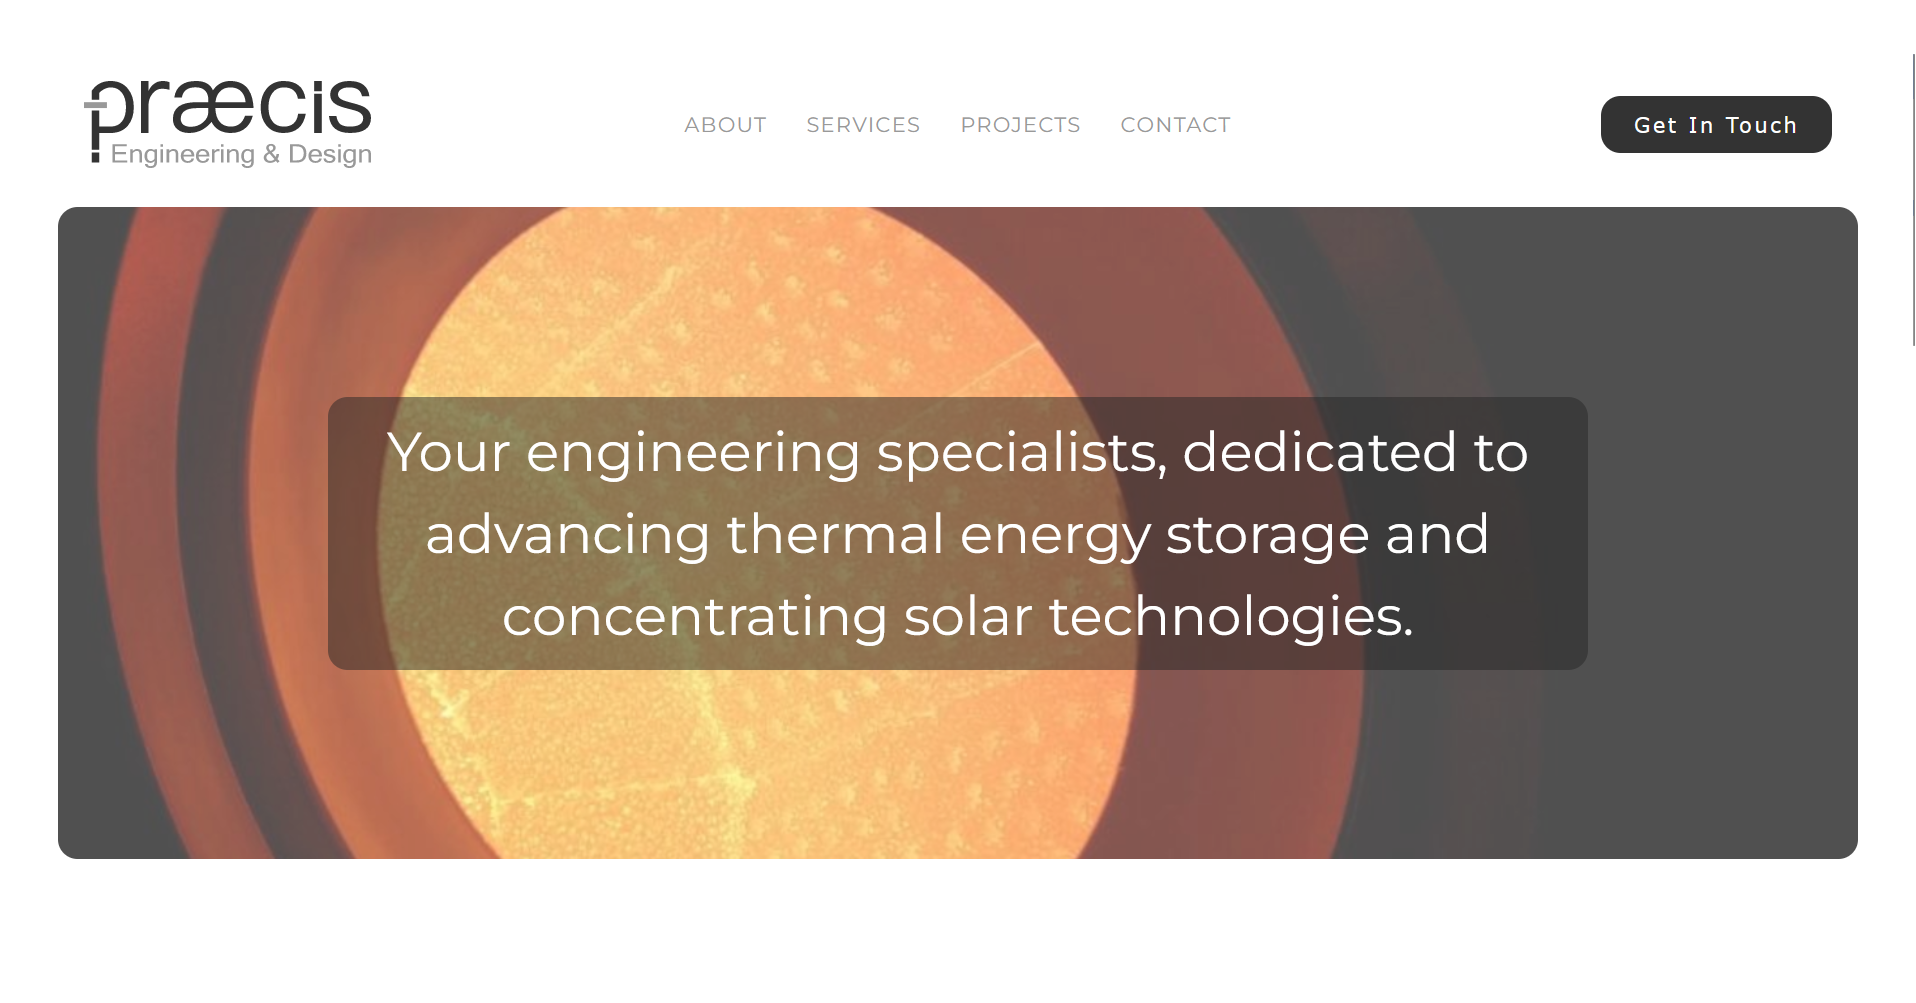 præcis
Engineering & Design
ABOUT SERVICES PROJECTS CONTACT
Get In Touch
Your engineering specialists, dedicated to
advancing thermal energy storage and
concentrating solar technologies.